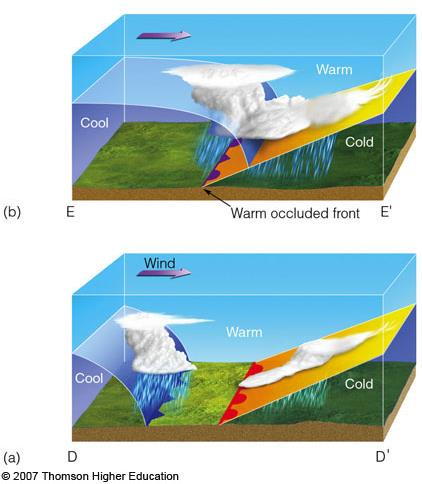 Warm
Cool
Cold
(b)
E
Warm occluded front
E'
Wind
Warm
Cool
Cold
(a)
D
D'
© 2007 Thomson Higher Education